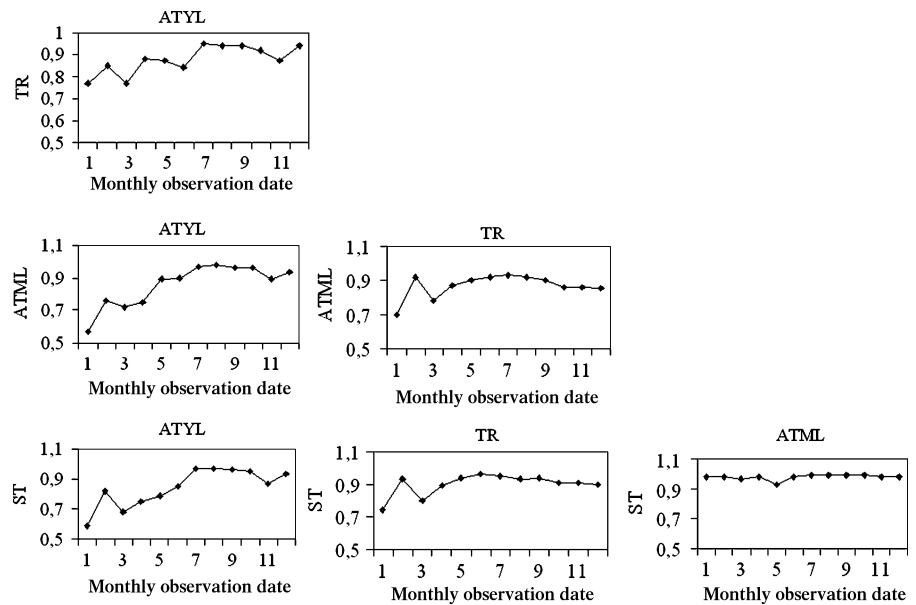 ATYL
TR
1
0,9
0,8
0,7
0,6
0,5
1 3 5 7 9 11
Monthly observation date
ATYL
ATML
1,1
0,9
0,7
0,5
1 3 5 7 9 11
Monthly observation date
TR
ATML
1,1
0,9
0,7
0,5
1 3 5 7 9 11
Monthly observation date
ATYL
ST
1,1
0,9
0,7
0,5
1 3 5 7 9 11
Monthly observation date
TR
ST
1,1
0,9
0,7
0,5
1 3 5 7 9 11
Monthly observation date
ATML
ST
1,1
0,9
0,7
0,5
1 3 5 7 9 11
Monthly observation date